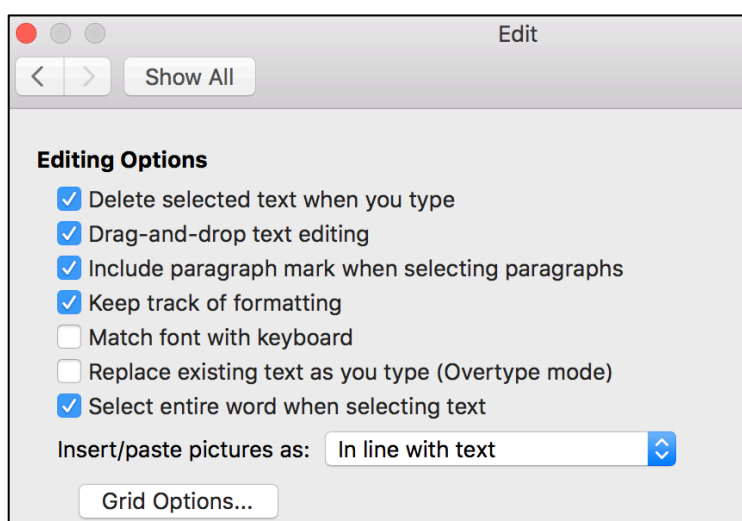 Edit
Show All
Editing Options
Delete selected text when you type
Drag-and-drop text editing
Include paragraph mark when selecting paragraphs
Keep track of formatting
Match font with keyboard
Replace existing text as you type (Overtype mode)
Select entire word when selecting text
Insert/paste pictures as: In line with text
Grid Options...